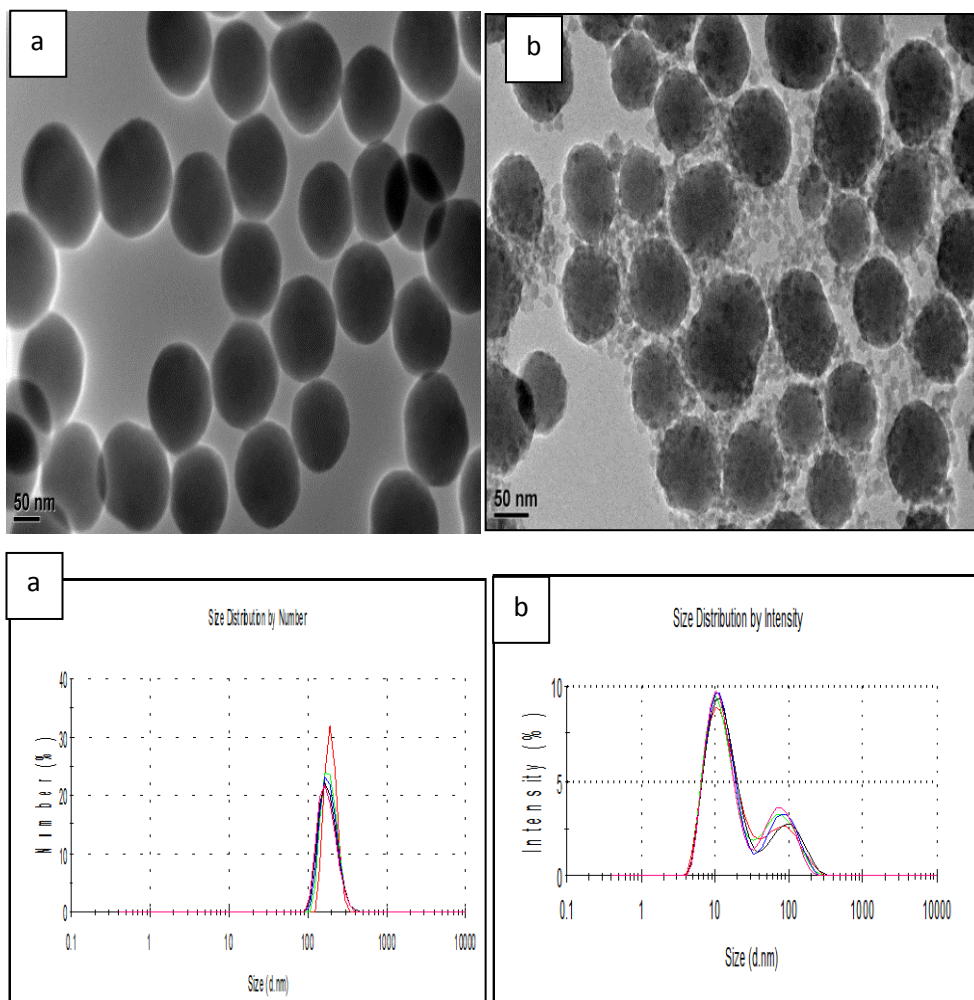 a
b
50 nm
50 nm
a
b
Size Distribution by Number
Number (%)
40
30
20
10
0
0.1 1 10 100 1000 10000
Size (d.nm)
Size Distribution by Intensity
Intensity (%)
10
5
0
0.1 1 10 100 1000 10000
Size (d.nm)